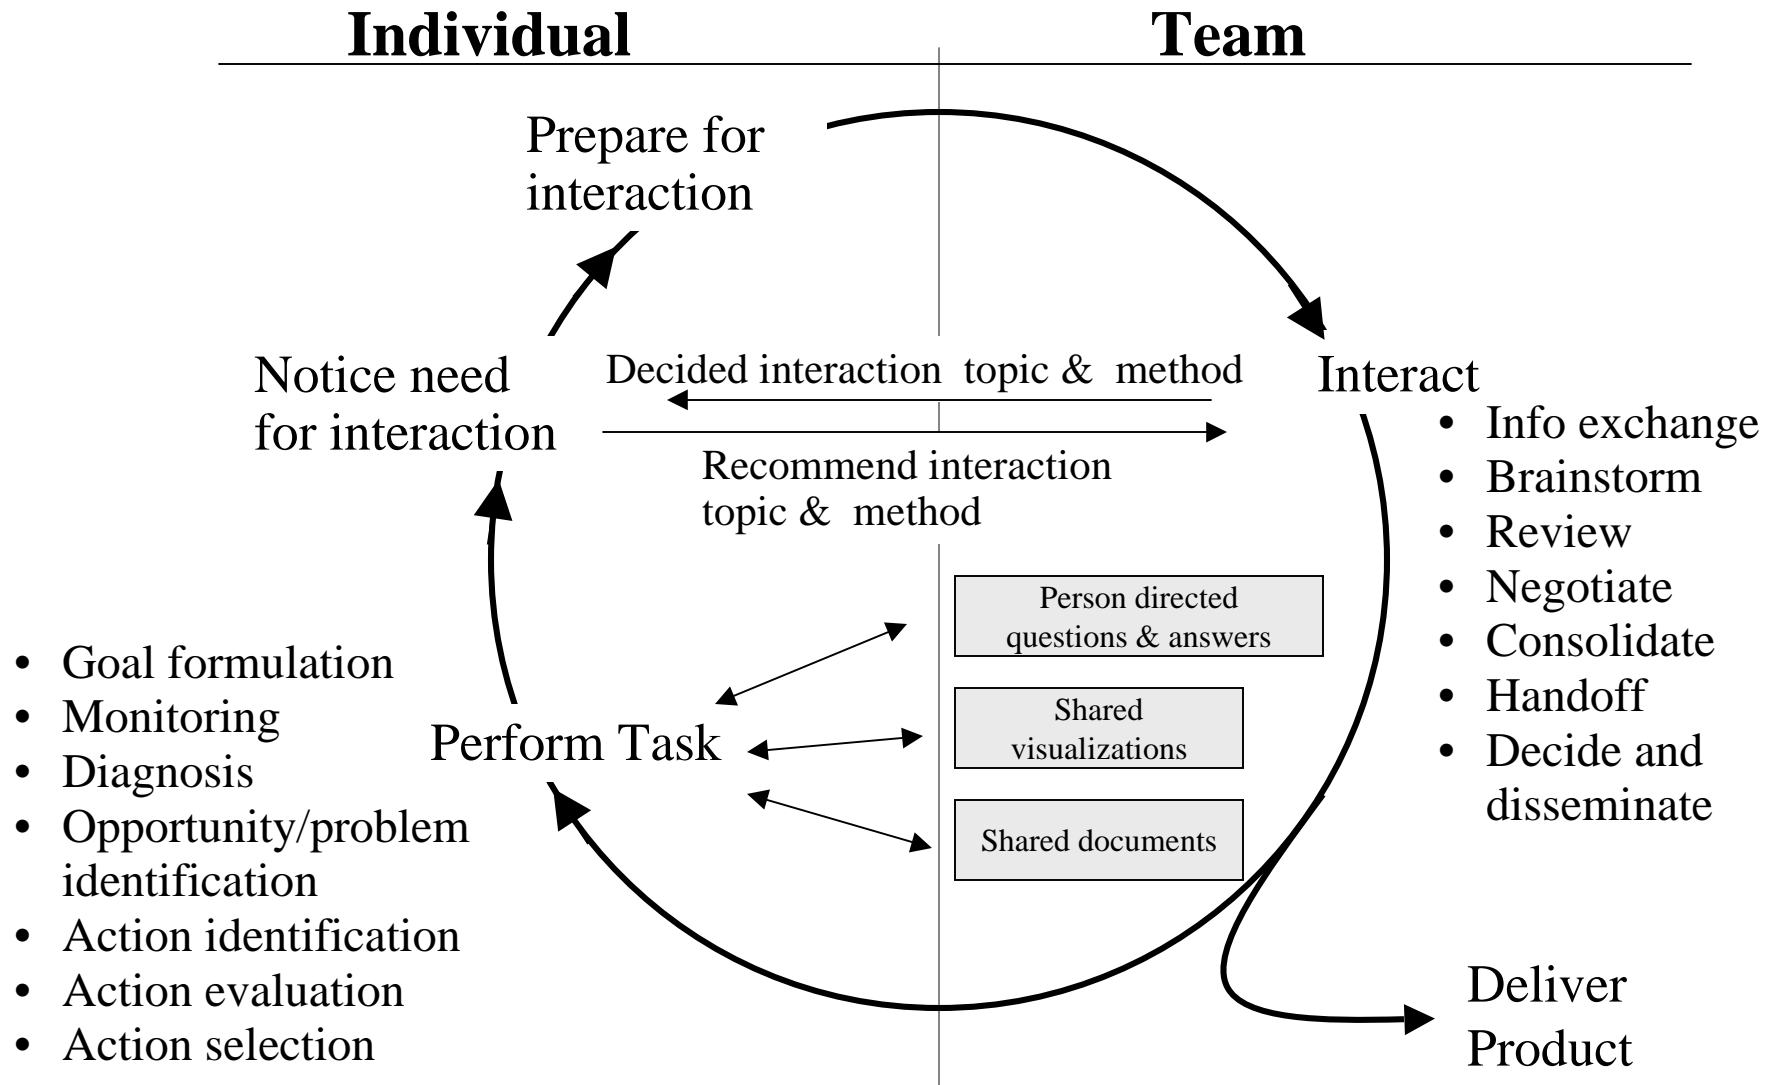 Individual
Team
Prepare for
interaction
Notice need
for interaction
Decided interaction topic & method
Recommend interaction
topic & method
Interact
• Info exchange
• Brainstorm
• Review
• Negotiate
• Consolidate
• Handoff
• Decide and
disseminate
Person directed
questions & answers
Shared
visualizations
Shared documents
Perform Task
• Goal formulation
• Monitoring
• Diagnosis
• Opportunity/problem
identification
• Action identification
• Action evaluation
• Action selection
Deliver
Product